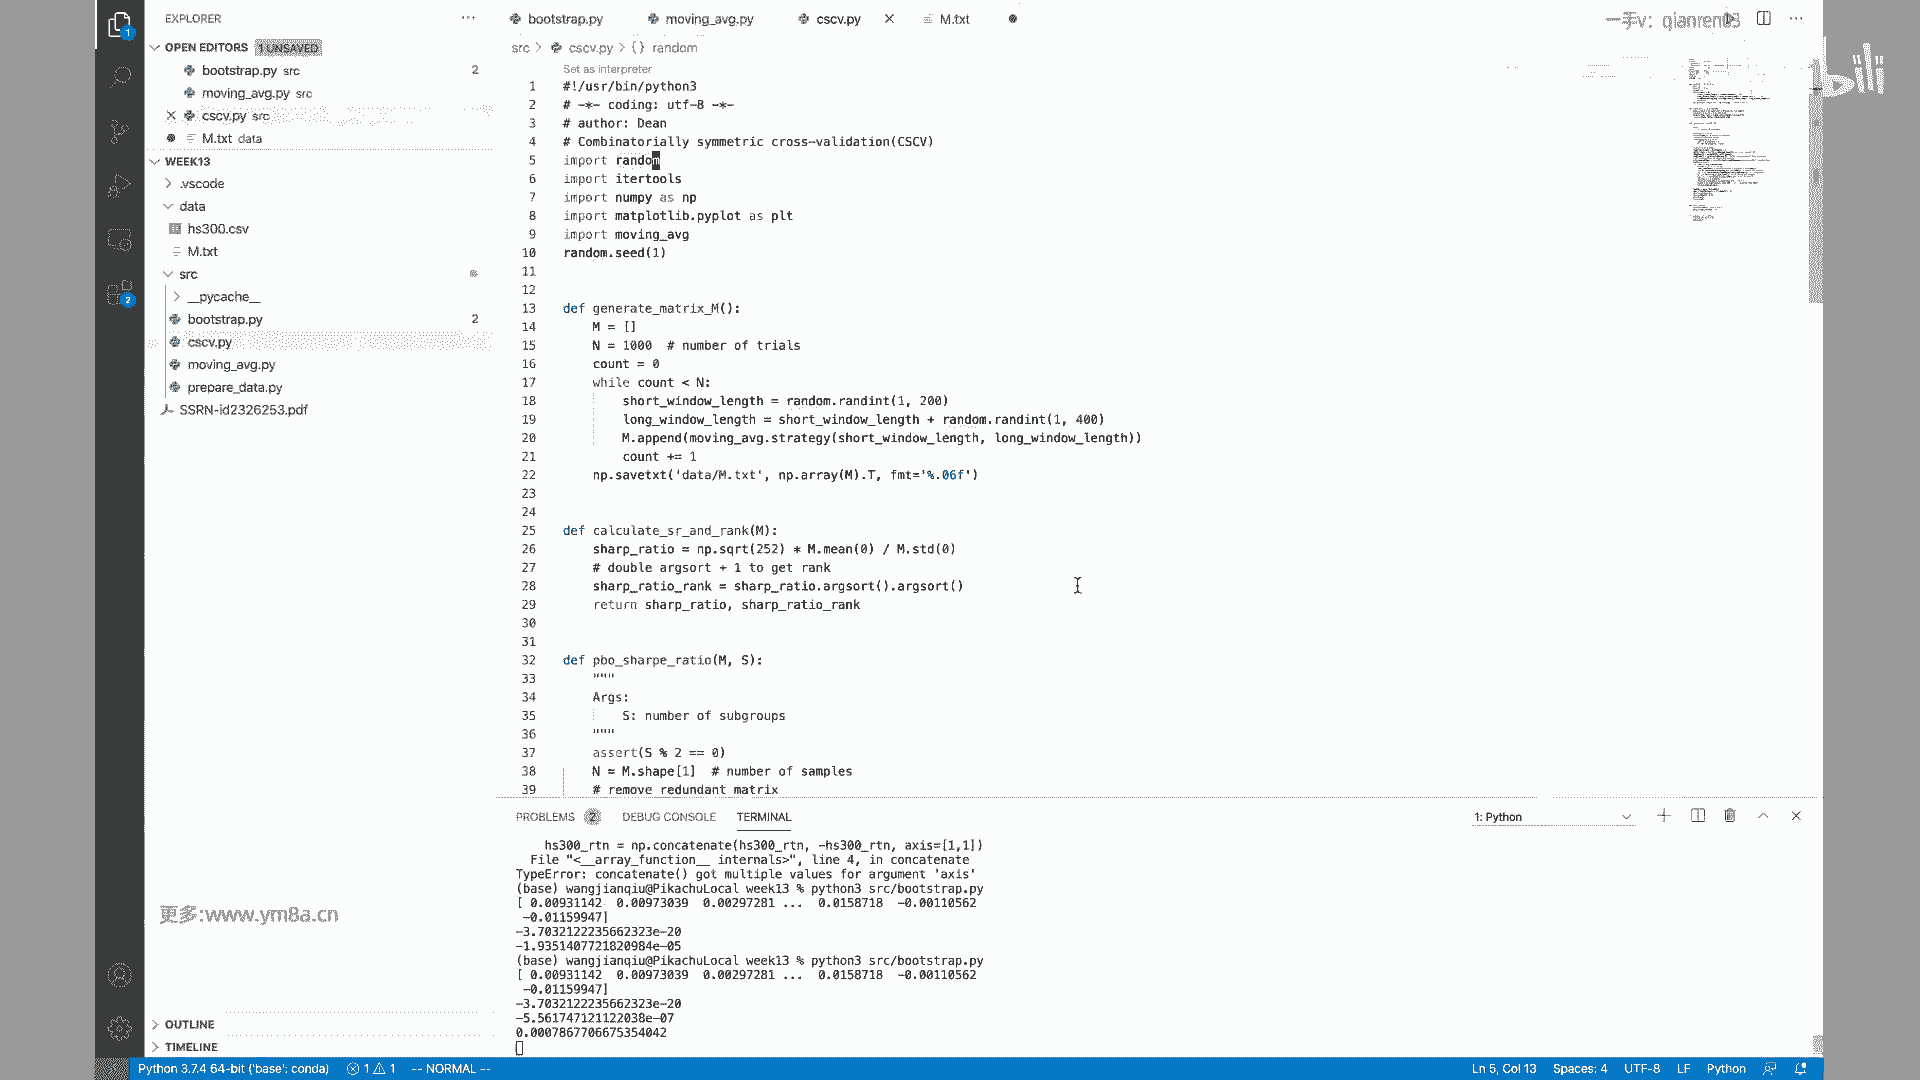 EXPLORER
OPEN EDITORS 1 UNSAVED
bootstrap.py src 2
moving_avg.py src
cscv.py src
M.txt data
WEEK13
.vscode
data
hs300.csv
M.txt
src
__pycache__
bootstrap.py 2
cscv.py
moving_avg.py
prepare_data.py
SSRN-id2326253.pdf
更多:www.ym8a.cn
OUTLINE
TIMELINE
1
2
bootstrap.py
moving_avg.py
cscv.py
M.txt
一手v: qianren03
bili
src > cscv.py > {} random
Set as interpreter
1 #!/usr/bin/python3
2 # -*- coding: utf-8 -*-
3 # author: Dean
4 # Combinatorially symmetric cross-validation(CSCV)
5 import random
6 import itertools
7 import numpy as np
8 import matplotlib.pyplot as plt
9 import moving_avg
10 random.seed(1)
11
12
13 def generate_matrix_M():
14 M = []
15 N = 1000 # number of trials
16 count = 0
17 while count < N:
18 short_window_length = random.randint(1, 200)
19 long_window_length = short_window_length + random.randint(1, 400)
20 M.append(moving_avg.strategy(short_window_length, long_window_length))
21 count += 1
22 np.savetxt('data/M.txt', np.array(M).T, fmt='%.06f')
23
24
25 def calculate_sr_and_rank(M):
26 sharp_ratio = np.sqrt(252) * M.mean(0) / M.std(0)
27 # double argsort + 1 to get rank
28 sharp_ratio_rank = sharp_ratio.argsort().argsort()
29 return sharp_ratio, sharp_ratio_rank
30
31
32 def pbo_sharpe_ratio(M, S):
33 """
34 Args:
35 S: number of subgroups
36 """
37 assert(S % 2 == 0)
38 N = M.shape[1] # number of samples
39 # remove redundant matrix
PROBLEMS 2 DEBUG CONSOLE TERMINAL
1: Python
hs300_rtn = np.concatenate(hs300_rtn, -hs300_rtn, axis=[1,1])
File "<__array_function__ internals>", line 4, in concatenate
TypeError: concatenate() got multiple values for argument 'axis'
(base) wangjianqiu@PikachuLocal week13 % python3 src/bootstrap.py
[ 0.00931142 0.00973039 0.00297281 ... 0.0158718 -0.00110562
-0.01159947]
-3.7032122235662323e-20
-1.9351407721820984e-05
(base) wangjianqiu@PikachuLocal week13 % python3 src/bootstrap.py
[ 0.00931142 0.00973039 0.00297281 ... 0.0158718 -0.00110562
-0.01159947]
-3.7032122235662323e-20
-5.561747121122038e-07
0.0007867706675354042
Python 3.7.4 64-bit ('base': conda) 1 1 -- NORMAL --
Ln 5, Col 13 Spaces: 4 UTF-8 LF Python